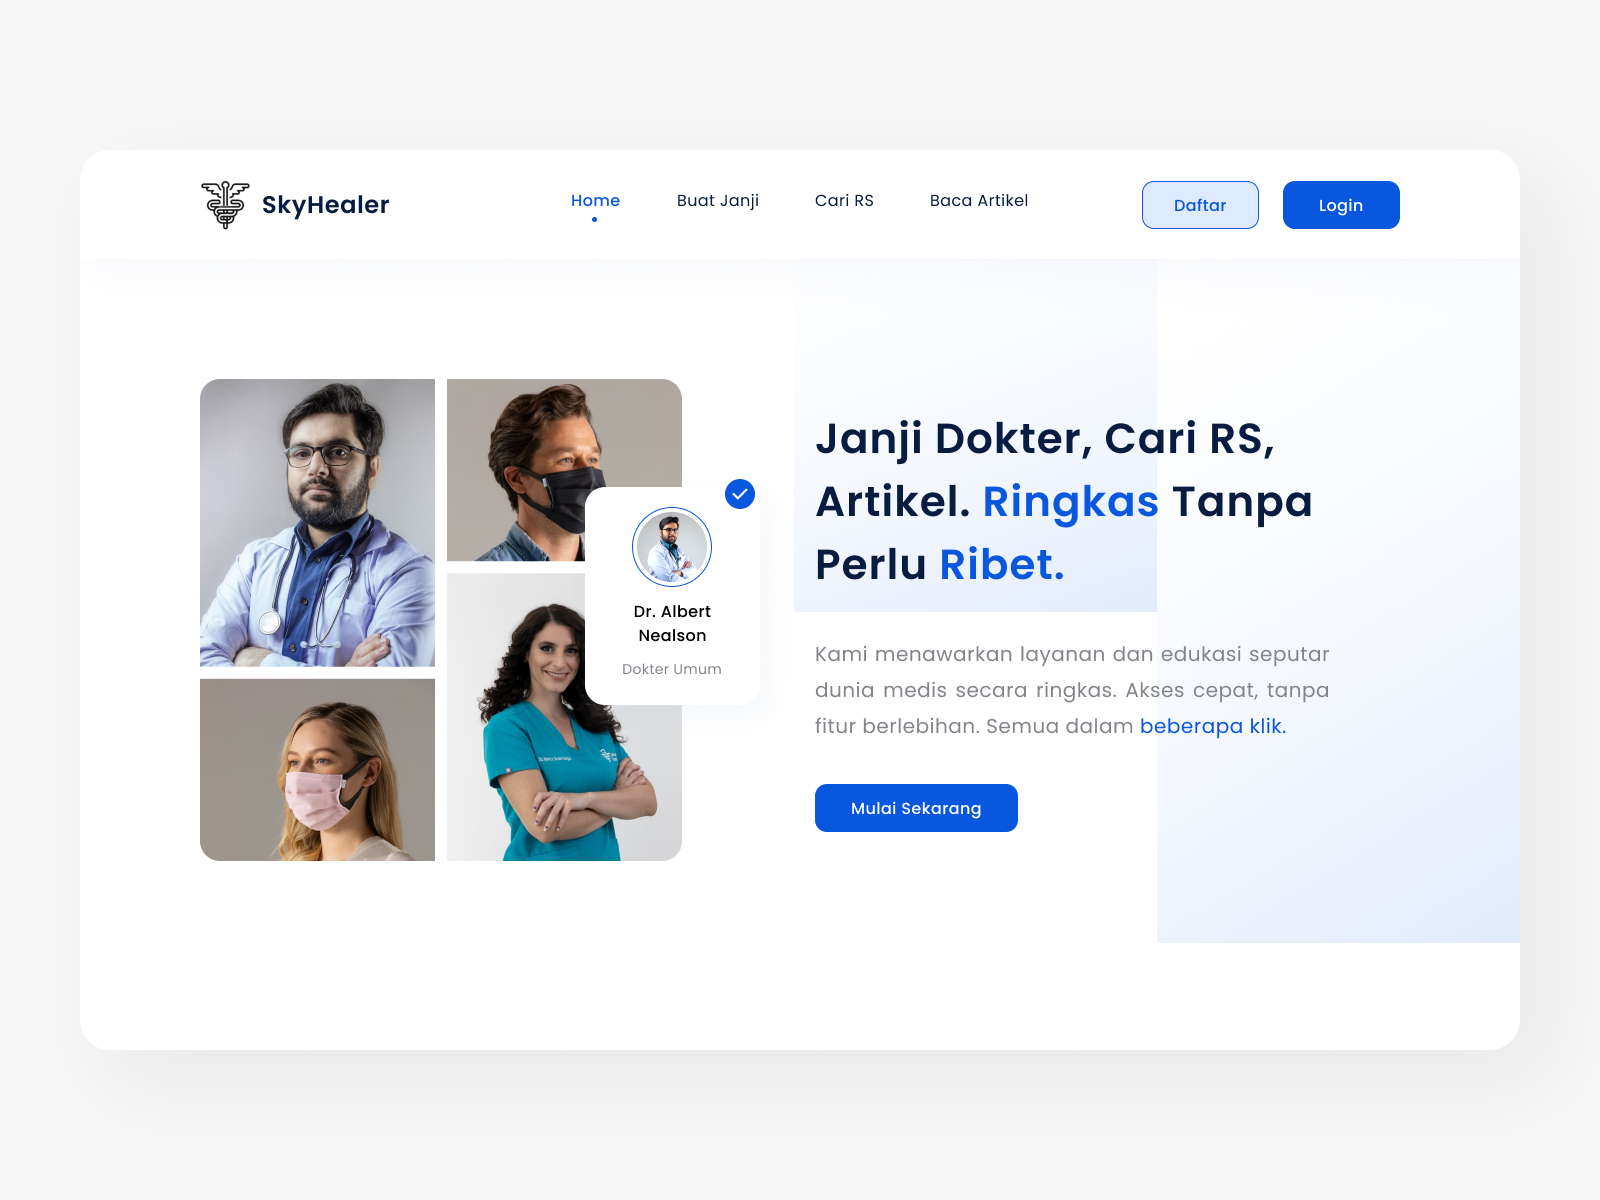 SkyHealer
Home
Buat Janji
Cari RS
Baca Artikel
Daftar
Login
Janji Dokter, Cari RS,
Artikel. Ringkas Tanpa
Perlu Ribet.
Dr. Albert
Nealson
Dokter Umum
Kami menawarkan layanan dan edukasi seputar
dunia medis secara ringkas. Akses cepat, tanpa
fitur berlebihan. Semua dalam beberapa klik.
Mulai Sekarang